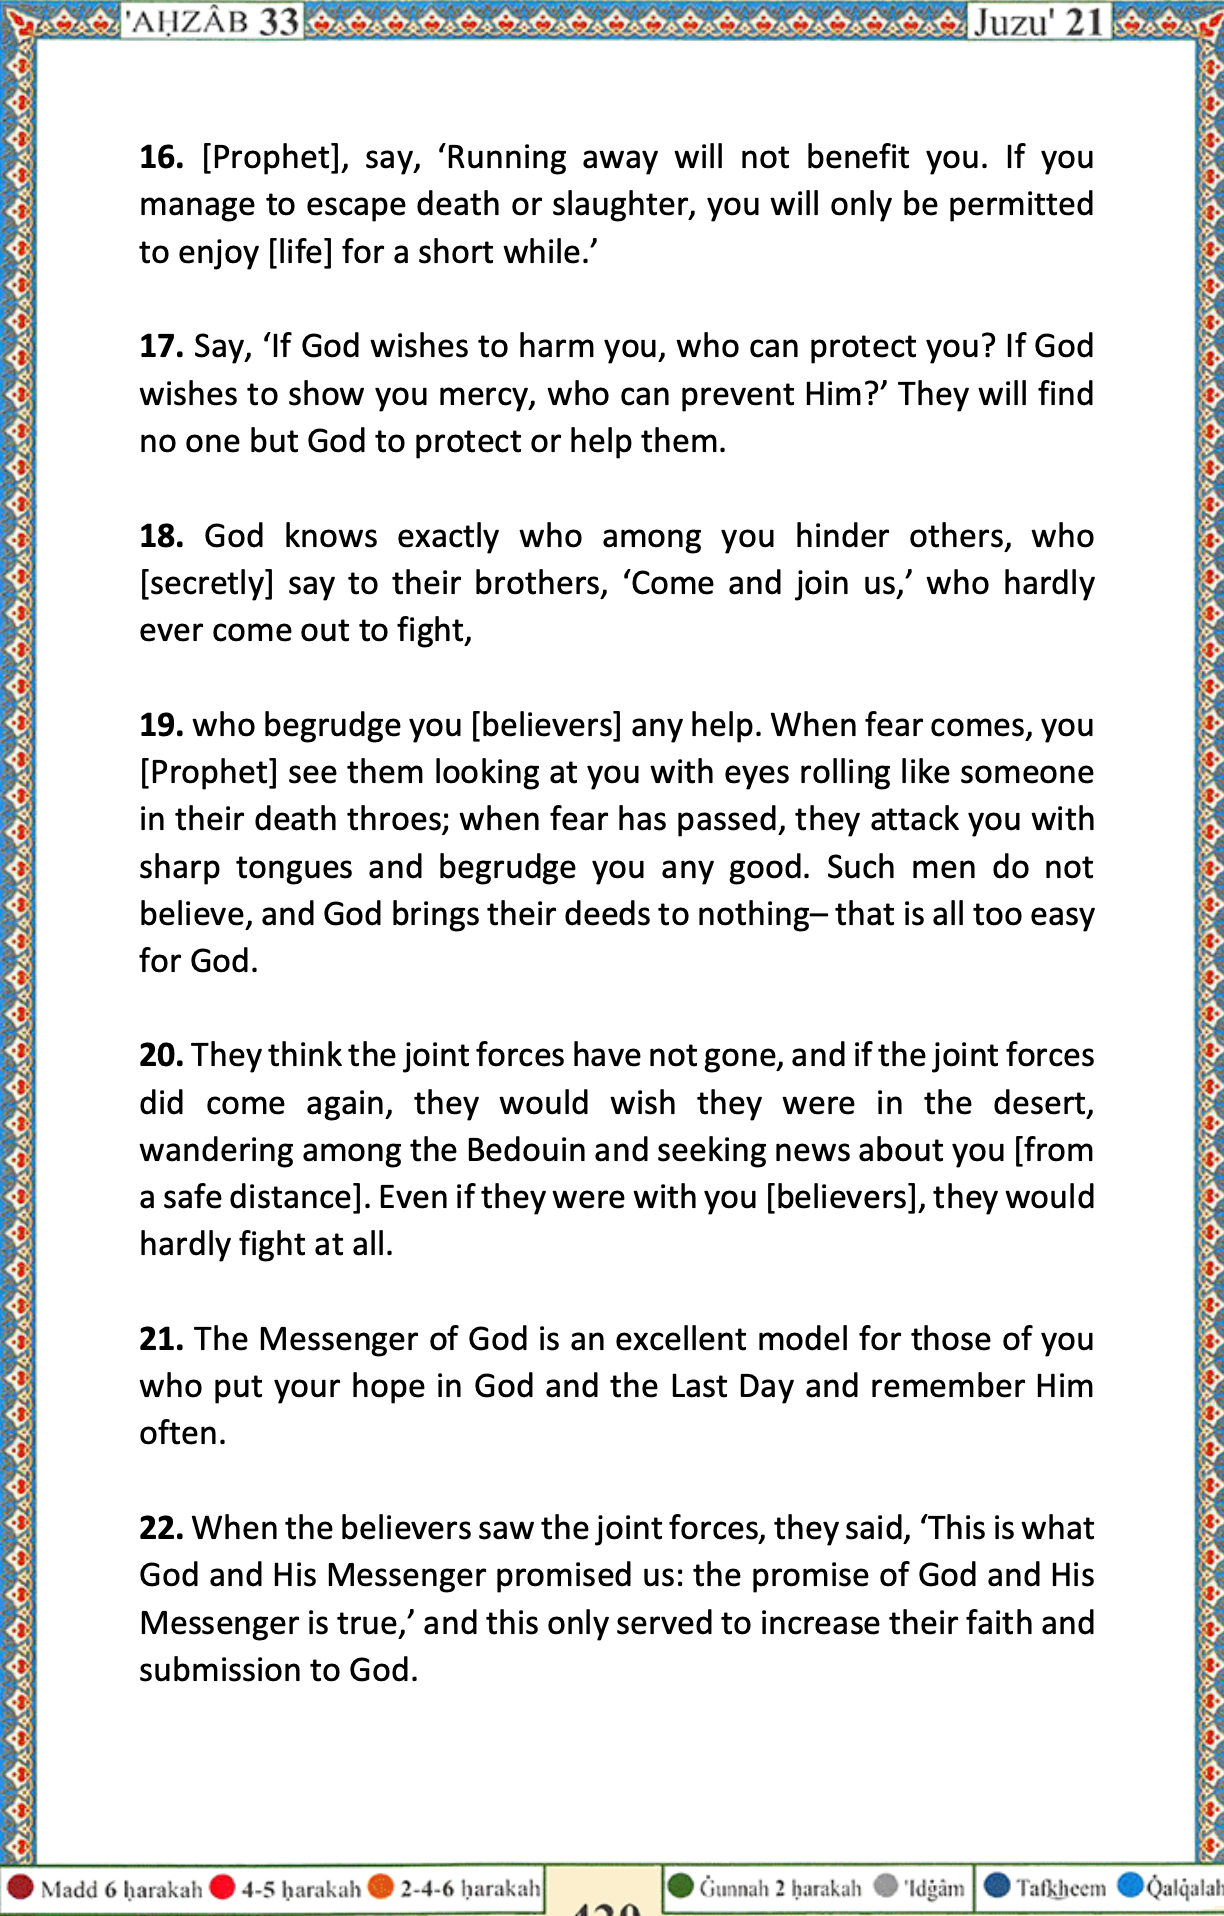 'AḤZÂB 33
Juzu' 21
16. [Prophet], say, ‘Running away will not benefit you. If you
manage to escape death or slaughter, you will only be permitted
to enjoy [life] for a short while.’
17. Say, ‘If God wishes to harm you, who can protect you? If God
wishes to show you mercy, who can prevent Him?’ They will find
no one but God to protect or help them.
18. God knows exactly who among you hinder others, who
[secretly] say to their brothers, ‘Come and join us,’ who hardly
ever come out to fight,
19. who begrudge you [believers] any help. When fear comes, you
[Prophet] see them looking at you with eyes rolling like someone
in their death throes; when fear has passed, they attack you with
sharp tongues and begrudge you any good. Such men do not
believe, and God brings their deeds to nothing– that is all too easy
for God.
20. They think the joint forces have not gone, and if the joint forces
did come again, they would wish they were in the desert,
wandering among the Bedouin and seeking news about you [from
a safe distance]. Even if they were with you [believers], they would
hardly fight at all.
21. The Messenger of God is an excellent model for those of you
who put your hope in God and the Last Day and remember Him
often.
22. When the believers saw the joint forces, they said, ‘This is what
God and His Messenger promised us: the promise of God and His
Messenger is true,’ and this only served to increase their faith and
submission to God.
Madd 6 ḥarakah 4-5 ḥarakah 2-4-6 ḥarakah Ġunnah 2 ḥarakah 'Idġâm Tafkheem Q̇alq̇alah